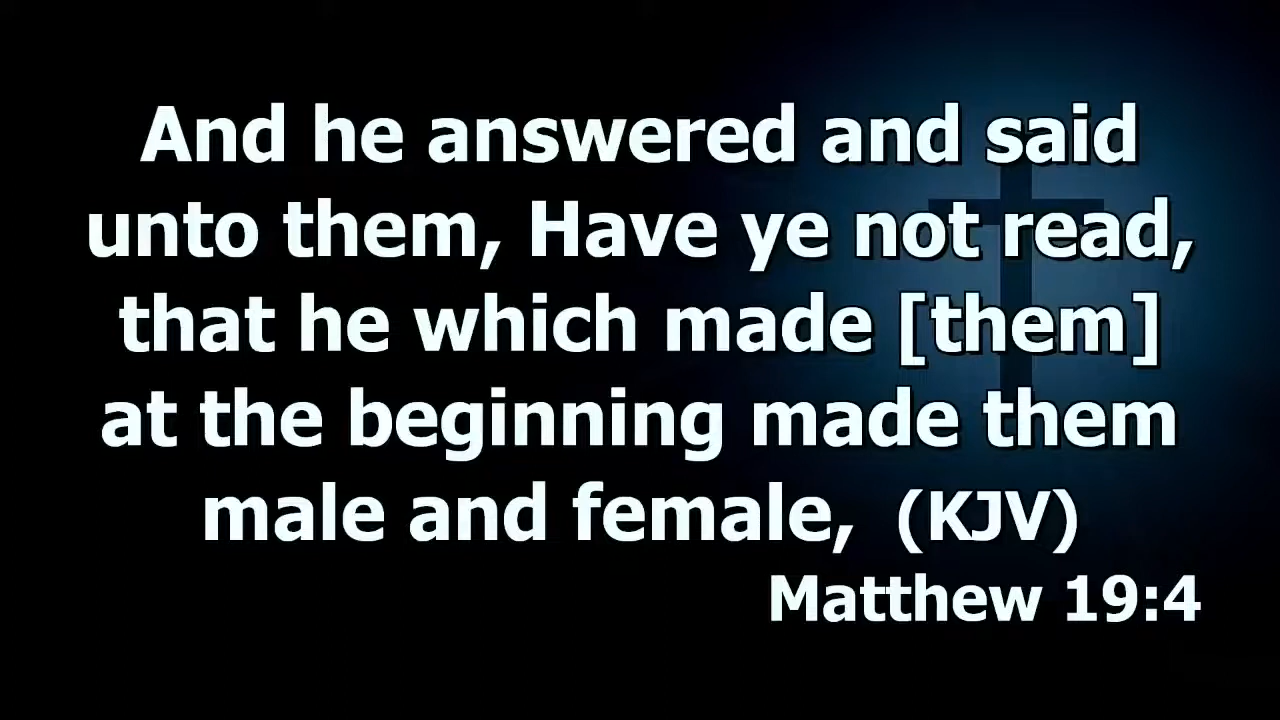 And he answered and said
unto them, Have ye not read,
that he which made [them]
at the beginning made them
male and female, (KJV)
Matthew 19:4